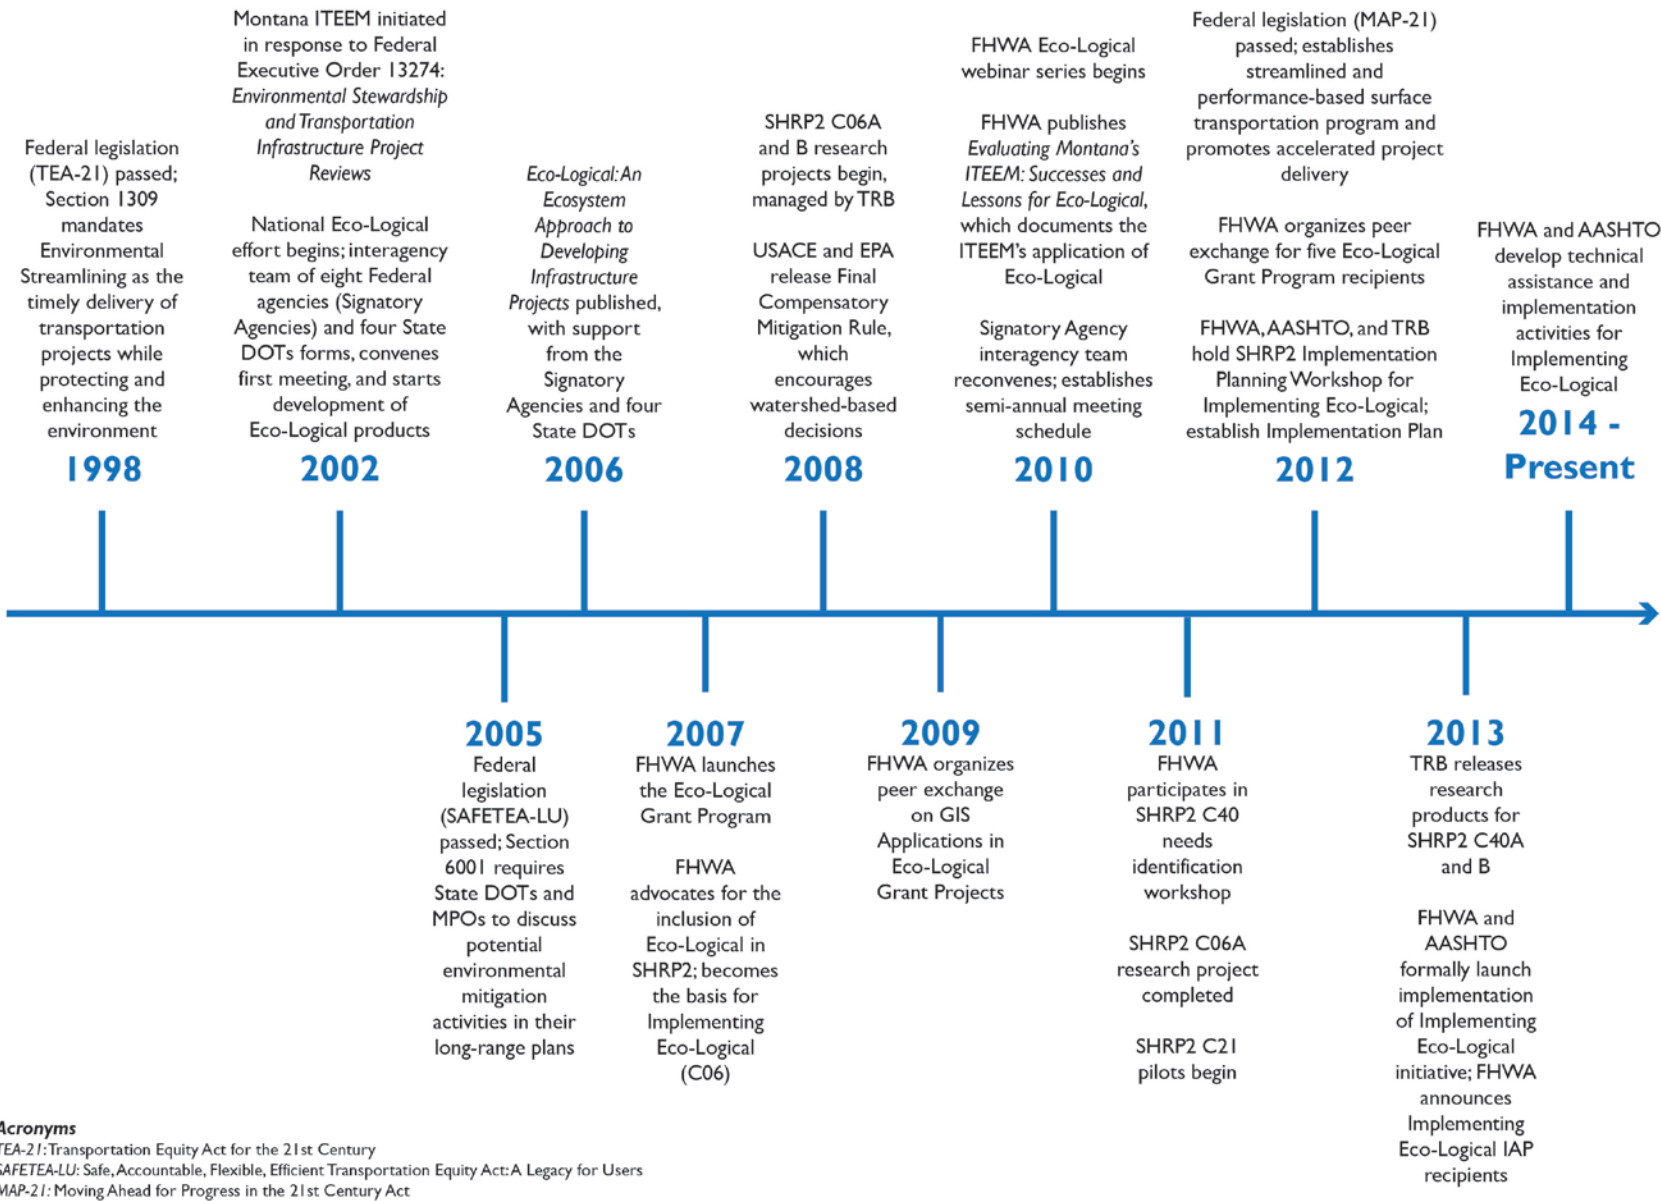 Federal legislation
(TEA-21) passed;
Section 1309
mandates
Environmental
Streamlining as the
timely delivery of
transportation
projects while
protecting and
enhancing the
environment
1998
Montana ITEEM initiated
in response to Federal
Executive Order 13274:
Environmental Stewardship
and Transportation
Infrastructure Project
Reviews
National Eco-Logical
effort begins; interagency
team of eight Federal
agencies (Signatory
Agencies) and four State
DOTs forms, convenes
first meeting, and starts
development of
Eco-Logical products
2002
Eco-Logical: An
Ecosystem
Approach to
Developing
Infrastructure
Projects published,
with support
from the
Signatory
Agencies and four
State DOTs
2006
SHRP2 C06A
and B research
projects begin,
managed by TRB
USACE and EPA
release Final
Compensatory
Mitigation Rule,
which
encourages
watershed-based
decisions
2008
FHWA Eco-Logical
webinar series begins
FHWA publishes
Evaluating Montana's
ITEEM: Successes and
Lessons for Eco-Logical,
which documents the
ITEEM's application of
Eco-Logical
Signatory Agency
interagency team
reconvenes; establishes
semi-annual meeting
schedule
2010
Federal legislation (MAP-21)
passed; establishes
streamlined and
performance-based surface
transportation program and
promotes accelerated project
delivery
FHWA organizes peer
exchange for five Eco-Logical
Grant Program recipients
FHWA, AASHTO, and TRB
hold SHRP2 Implementation
Planning Workshop for
Implementing Eco-Logical;
establish Implementation Plan
2012
FHWA and AASHTO
develop technical
assistance and
implementation
activities for
Implementing
Eco-Logical
2014 -
Present
2005
Federal
legislation
(SAFETEA-LU)
passed; Section
6001 requires
State DOTs and
MPOs to discuss
potential
environmental
mitigation
activities in their
long-range plans
2007
FHWA launches
the Eco-Logical
Grant Program
FHWA
advocates for the
inclusion of
Eco-Logical in
SHRP2; becomes
the basis for
Implementing
Eco-Logical
(C06)
2009
FHWA organizes
peer exchange
on GIS
Applications in
Eco-Logical
Grant Projects
2011
FHWA
participates in
SHRP2 C40
needs
identification
workshop
SHRP2 C06A
research project
completed
SHRP2 C21
pilots begin
2013
TRB releases
research
products for
SHRP2 C40A
and B
FHWA and
AASHTO
formally launch
implementation
of Implementing
Eco-Logical
initiative; FHWA
announces
Implementing
Eco-Logical IAP
recipients
Acronyms
TEA-21: Transportation Equity Act for the 21st Century
SAFETEA-LU: Safe, Accountable, Flexible, Efficient Transportation Equity Act: A Legacy for Users
MAP-21: Moving Ahead for Progress in the 21st Century Act